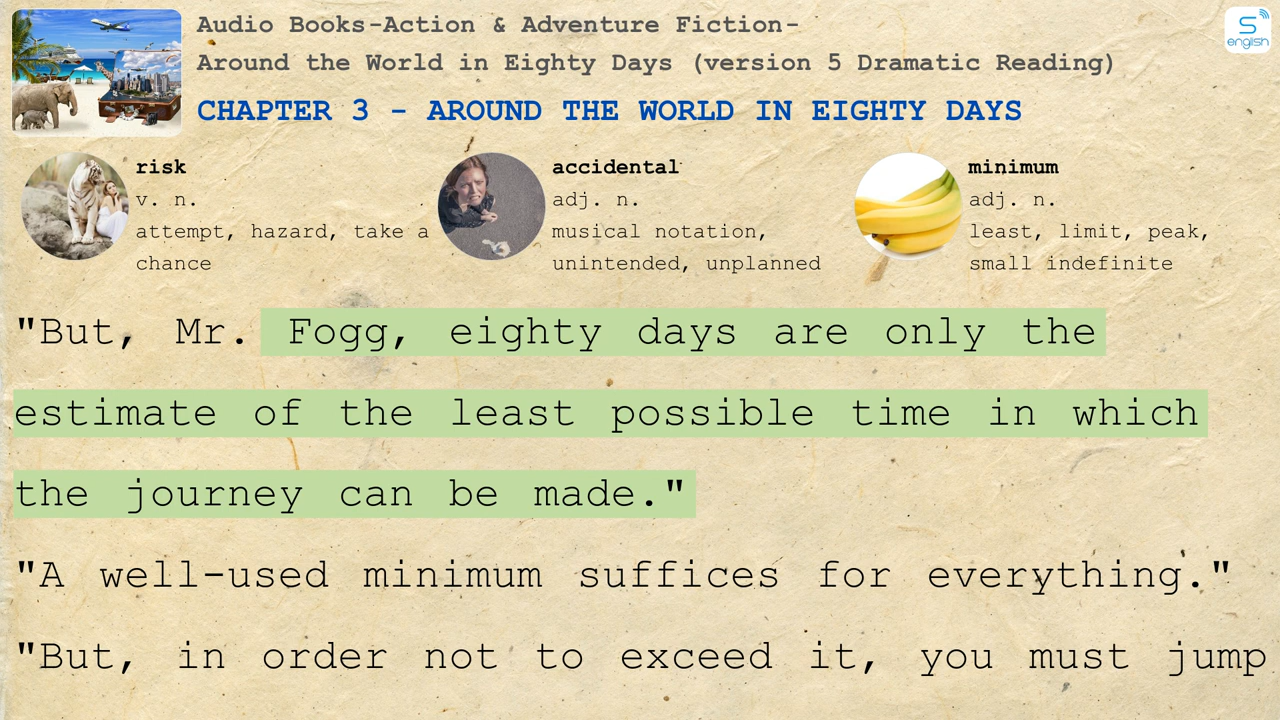 Audio Books-Action & Adventure Fiction-
Around the World in Eighty Days (version 5 Dramatic Reading)
CHAPTER 3 - AROUND THE WORLD IN EIGHTY DAYS
S
english
risk
v. n.
attempt, hazard, take a
chance
accidental
adj. n.
musical notation,
unintended, unplanned
minimum
adj. n.
least, limit, peak,
small indefinite
"But, Mr. Fogg, eighty days are only the
estimate of the least possible time in which
the journey can be made."
"A well-used minimum suffices for everything."
"But, in order not to exceed it, you must jump